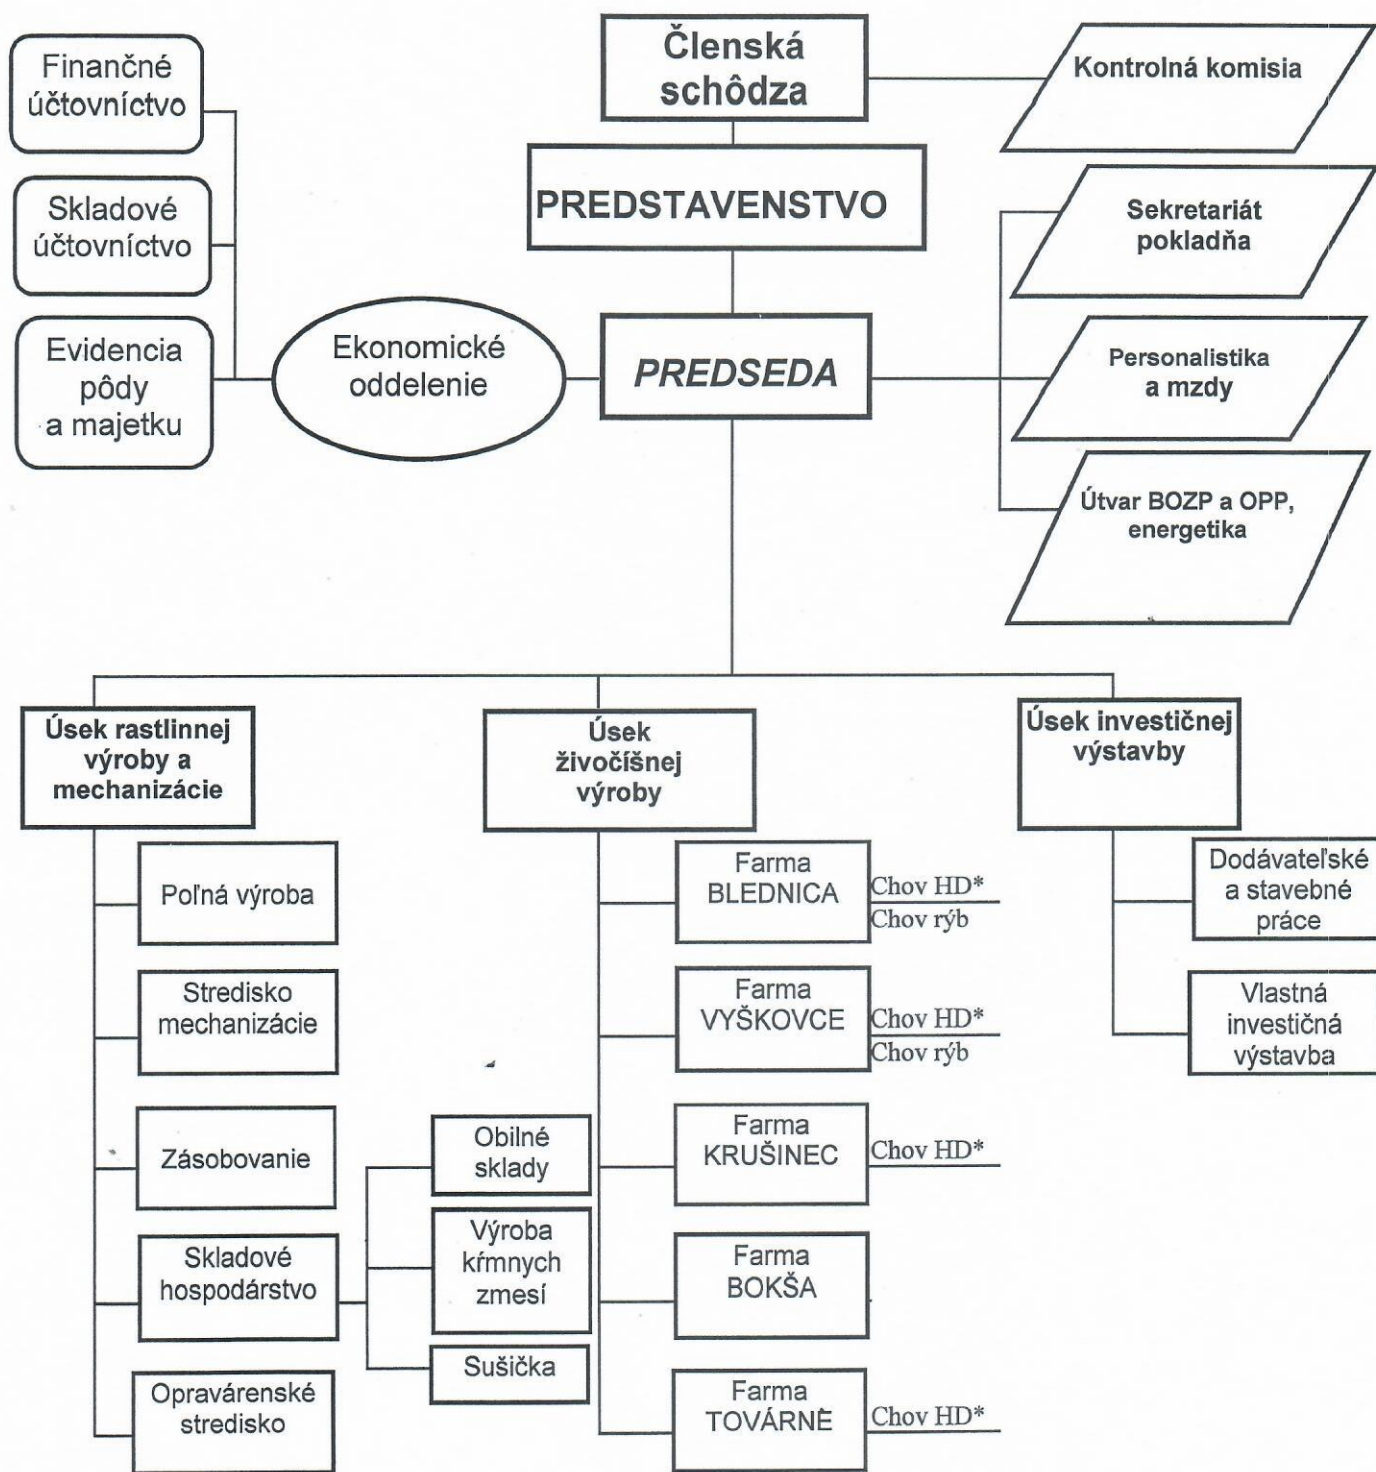 Finančné
účtovníctvo
Skladové
účtovníctvo
Evidencia
pôdy
a majetku
Ekonomické
oddelenie
Členská
schôdza
PREDSTAVENSTVO
PREDSEDA
Kontrolná komisia
Sekretariát
pokladňa
Personalistika
a mzdy
Útvar BOZP a OPP,
energetika
Úsek rastlinnej
výroby a
mechanizácie
Poľná výroba
Stredisko
mechanizácie
Zásobovanie
Skladové
hospodárstvo
Opravárenské
stredisko
Obilné
sklady
Výroba
kŕmnych
zmesí
Sušička
Úsek
živočíšnej
výroby
Farma
BLEDNICA
Chov HD*
Chov rýb
Farma
VYŠKOVCE
Chov HD*
Chov rýb
Farma
KRUŠINEC
Chov HD*
Farma
BOKŠA
Farma
TOVÁRNE
Chov HD*
Úsek investičnej
výstavby
Dodávateľské
a stavebné
práce
Vlastná
investičná
výstavba